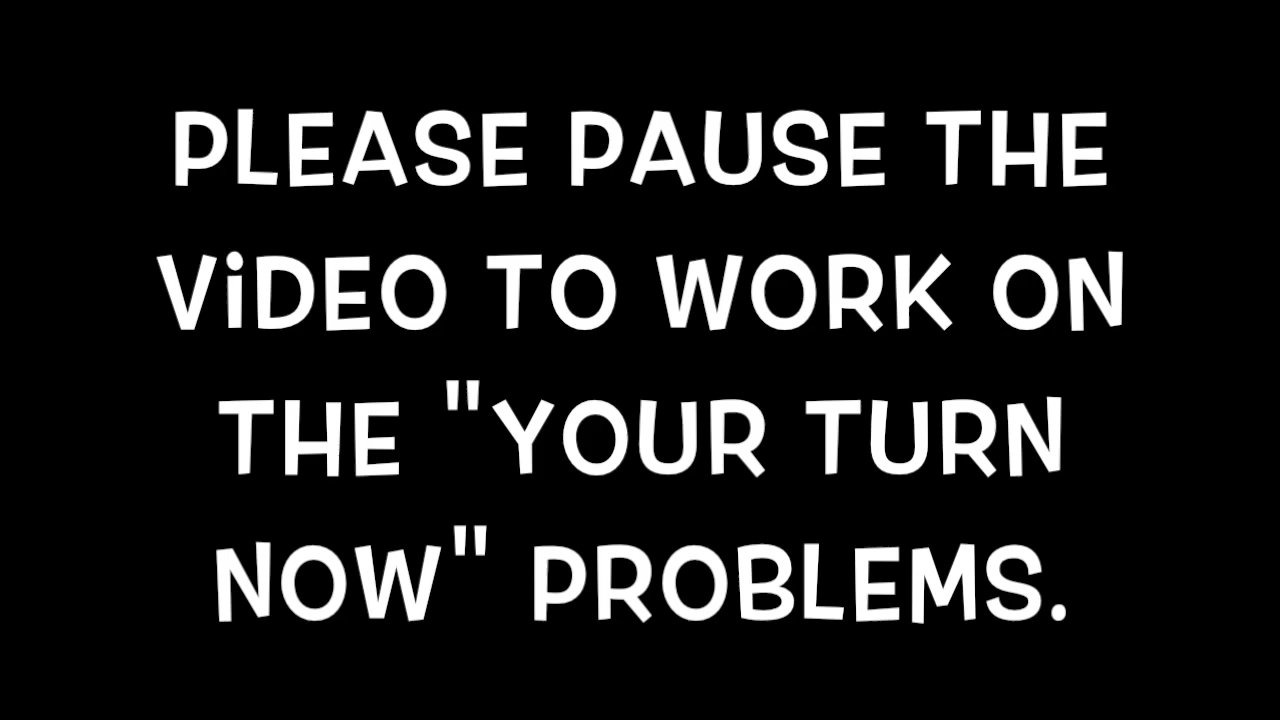 PLEASE PAUSE THE
ViDEO TO WORK ON
THE "YOUR TURN
NOW" PROBLEMS.